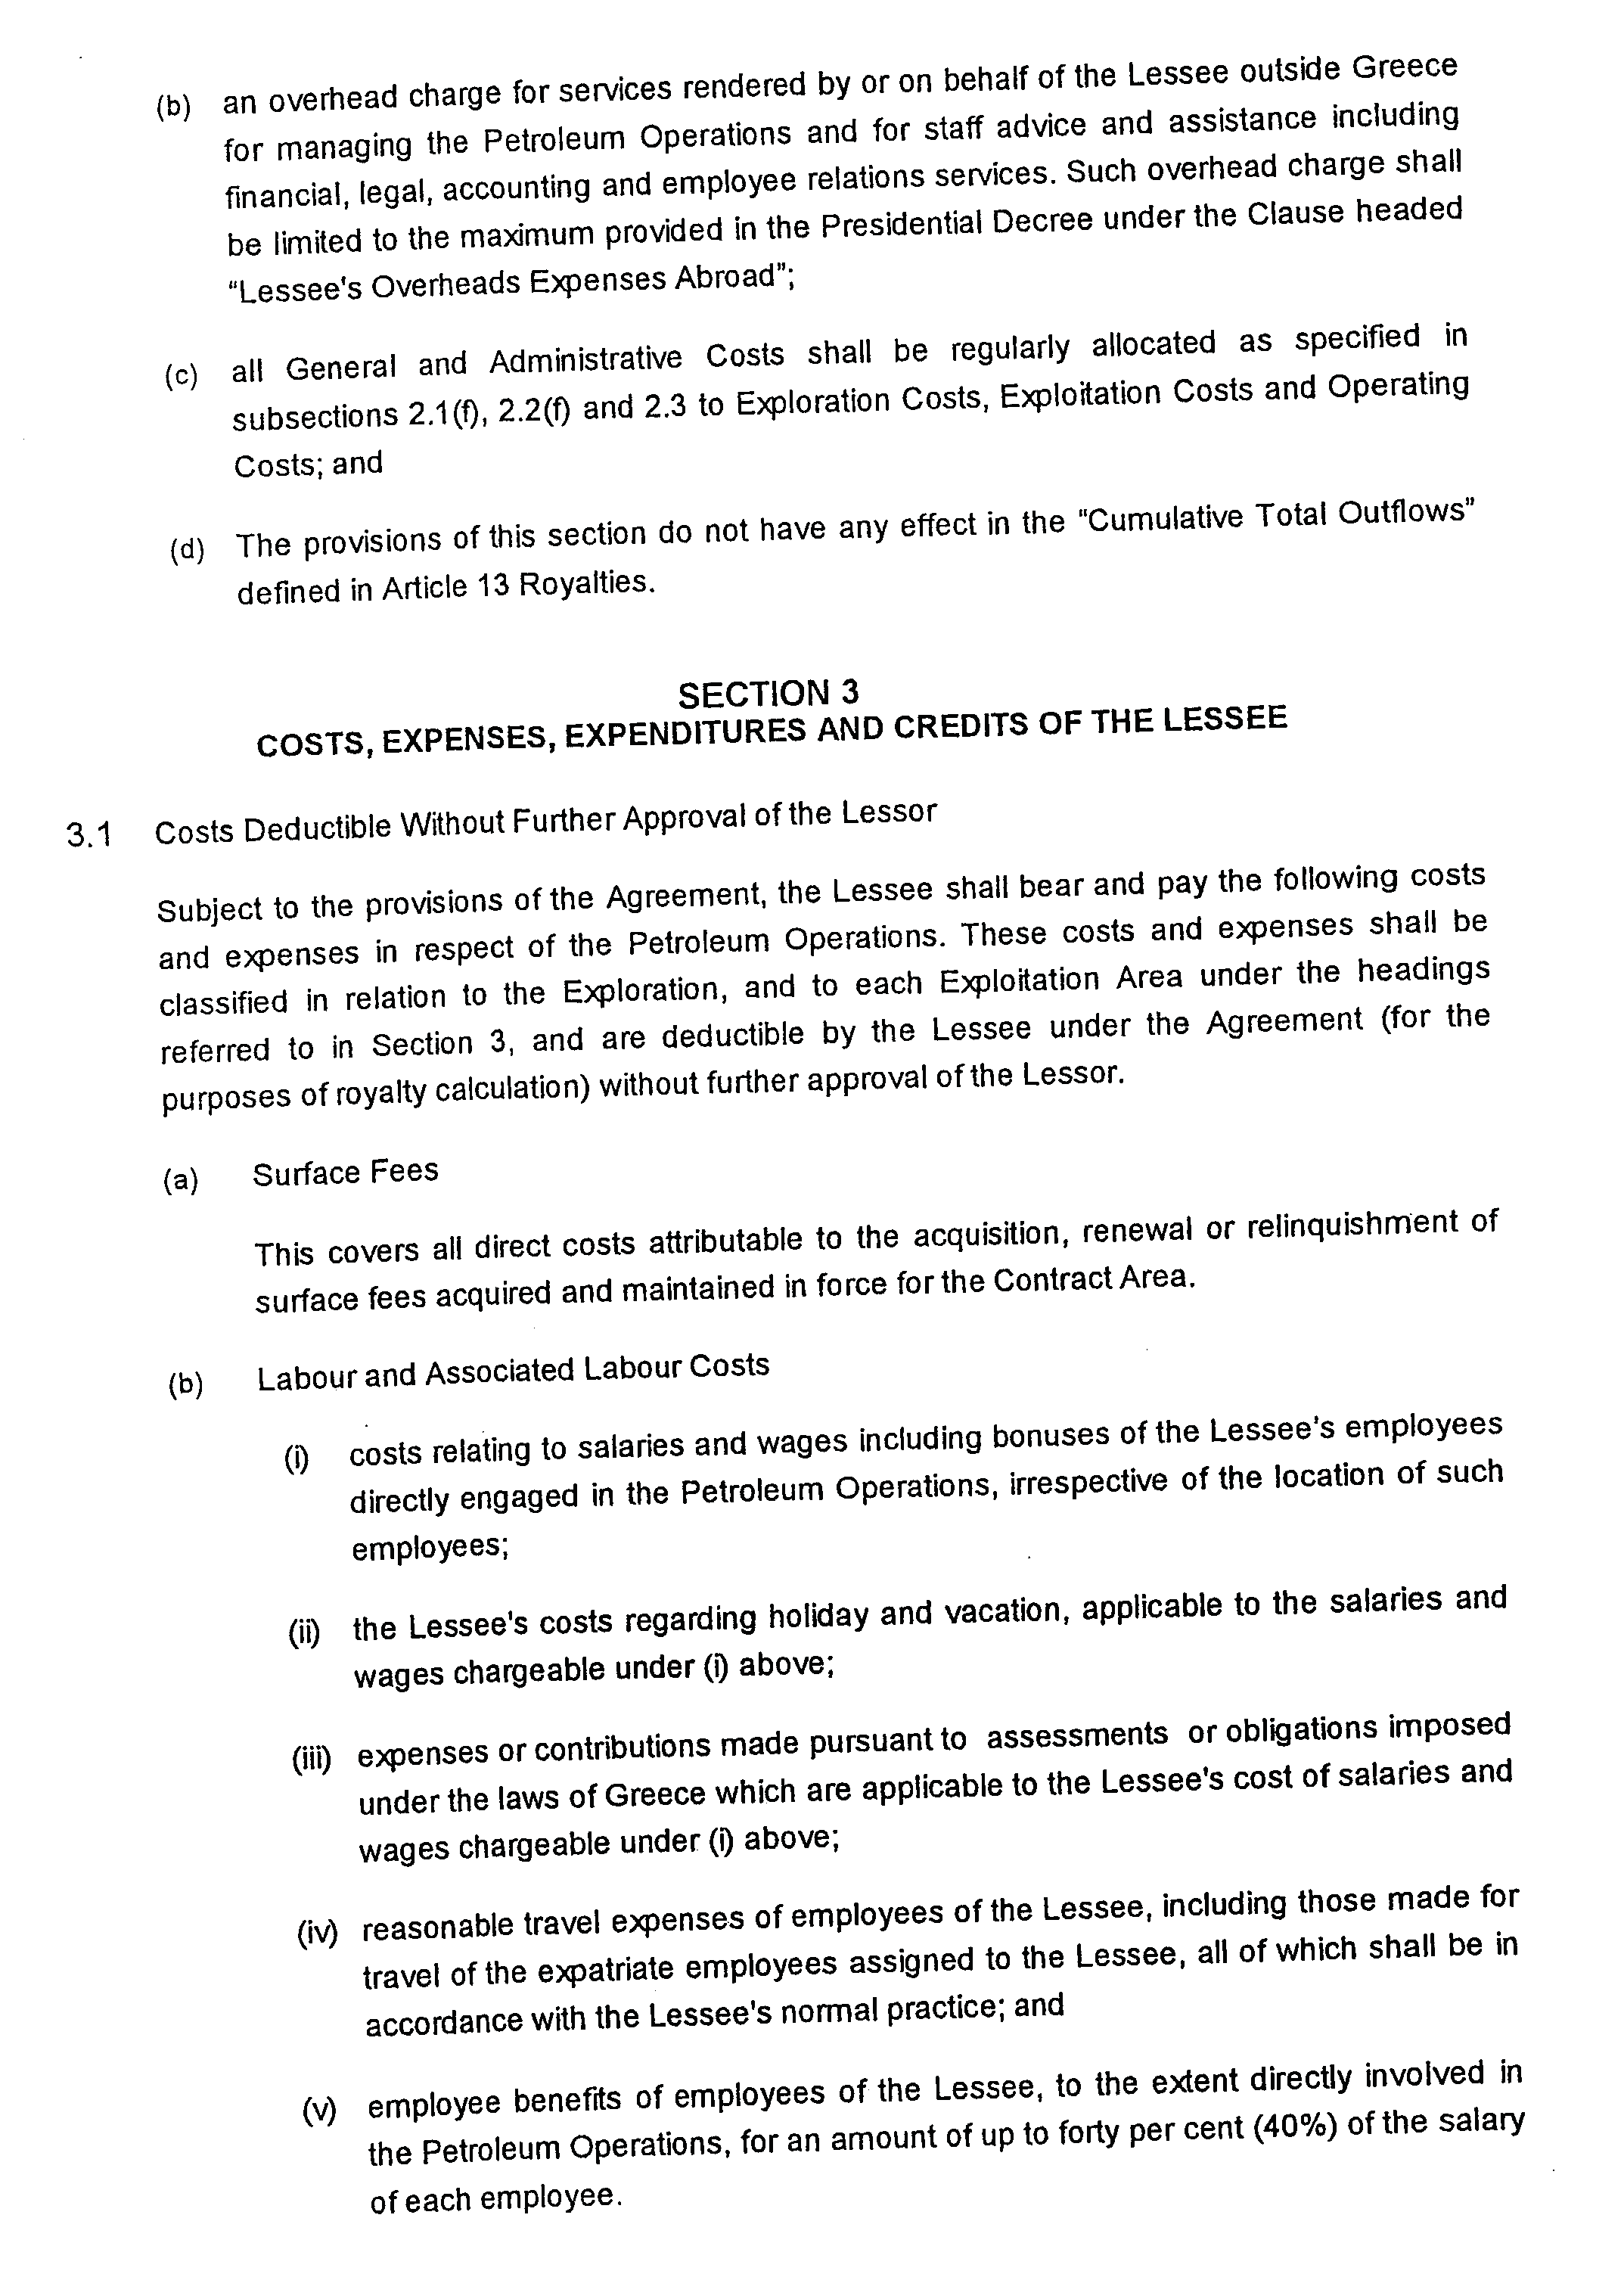 (b) an overhead charge for services rendered by or on behalf of the Lessee outside Greece
for managing the Petroleum Operations and for staff advice and assistance including
financial, legal, accounting and employee relations services. Such overhead charge shall
be limited to the maximum provided in the Presidential Decree under the Clause headed
“Lessee's Overheads Expenses Abroad”;
(c) all General and Administrative Costs shall be regularly allocated as specified in
subsections 2.1(f), 2.2(f) and 2.3 to Exploration Costs, Exploitation Costs and Operating
Costs; and
(d) The provisions of this section do not have any effect in the “Cumulative Total Outflows”
defined in Article 13 Royalties.
SECTION 3
COSTS, EXPENSES, EXPENDITURES AND CREDITS OF THE LESSEE
3.1 Costs Deductible Without Further Approval of the Lessor
Subject to the provisions of the Agreement, the Lessee shall bear and pay the following costs
and expenses in respect of the Petroleum Operations. These costs and expenses shall be
classified in relation to the Exploration, and to each Exploitation Area under the headings
referred to in Section 3, and are deductible by the Lessee under the Agreement (for the
purposes of royalty calculation) without further approval of the Lessor.
(a) Surface Fees
This covers all direct costs attributable to the acquisition, renewal or relinquishment of
surface fees acquired and maintained in force for the Contract Area.
(b) Labour and Associated Labour Costs
(i) costs relating to salaries and wages including bonuses of the Lessee's employees
directly engaged in the Petroleum Operations, irrespective of the location of such
employees;
(ii) the Lessee's costs regarding holiday and vacation, applicable to the salaries and
wages chargeable under (i) above;
(iii) expenses or contributions made pursuant to assessments or obligations imposed
under the laws of Greece which are applicable to the Lessee's cost of salaries and
wages chargeable under (i) above;
(iv) reasonable travel expenses of employees of the Lessee, including those made for
travel of the expatriate employees assigned to the Lessee, all of which shall be in
accordance with the Lessee's normal practice; and
(v) employee benefits of employees of the Lessee, to the extent directly involved in
the Petroleum Operations, for an amount of up to forty per cent (40%) of the salary
of each employee.